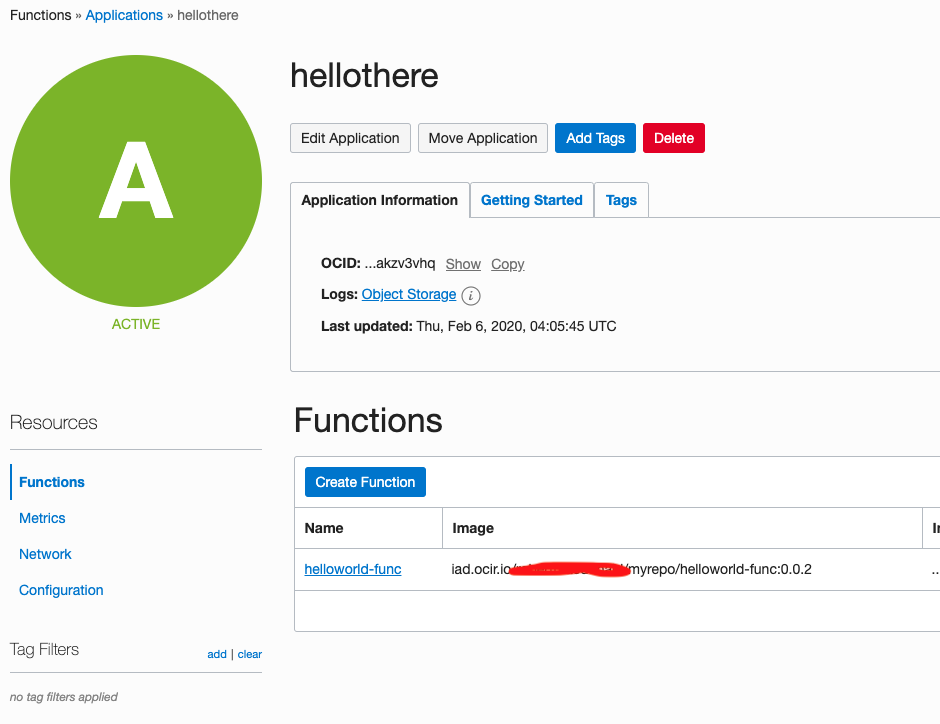 Functions » Applications » hellothere
A
ACTIVE
hellothere
Edit Application Move Application Add Tags Delete
Application Information Getting Started Tags
OCID: ...akzv3vhq Show Copy
Logs: Object Storage i
Last updated: Thu, Feb 6, 2020, 04:05:45 UTC
Resources
Functions
Metrics
Network
Configuration
Tag Filters add | clear
no tag filters applied
Functions
Create Function
Name Image
helloworld-func iad.ocir.io/ /myrepo/helloworld-func:0.0.2 ..